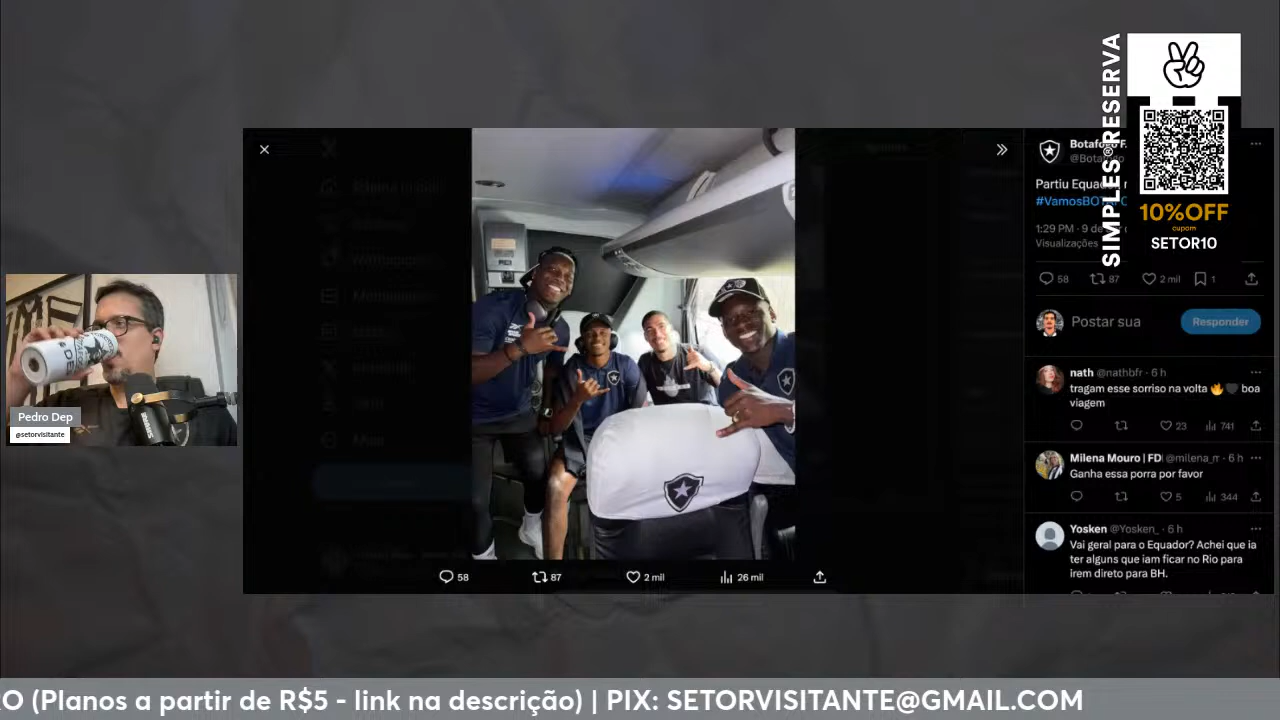 SIMPLES®RESERVA
10%OFF
cupom
SETOR10
Botafogo F.
@Botafogo
Partiu Equador
#VamosBOTAFO
1:29 PM · 9 de
Visualizações
58 87 2 mil 1
Postar sua
Responder
nath @nathbfr · 6 h
tragam esse sorriso na volta 🔥🖤 boa
viagem
23 741
Milena Mouro | FD @milena_m · 6 h
Ganha essa porra por favor
5 344
Yosken @Yosken_ · 6 h
Vai geral para o Equador? Achei que ia
ter alguns que iam ficar no Rio para
irem direto para BH.
58 87 2 mil 26 mil
Pedro Dep
@setorvisitante
RO (Planos a partir de R$5 - link na descrição) | PIX: SETORVISITANTE@GMAIL.COM